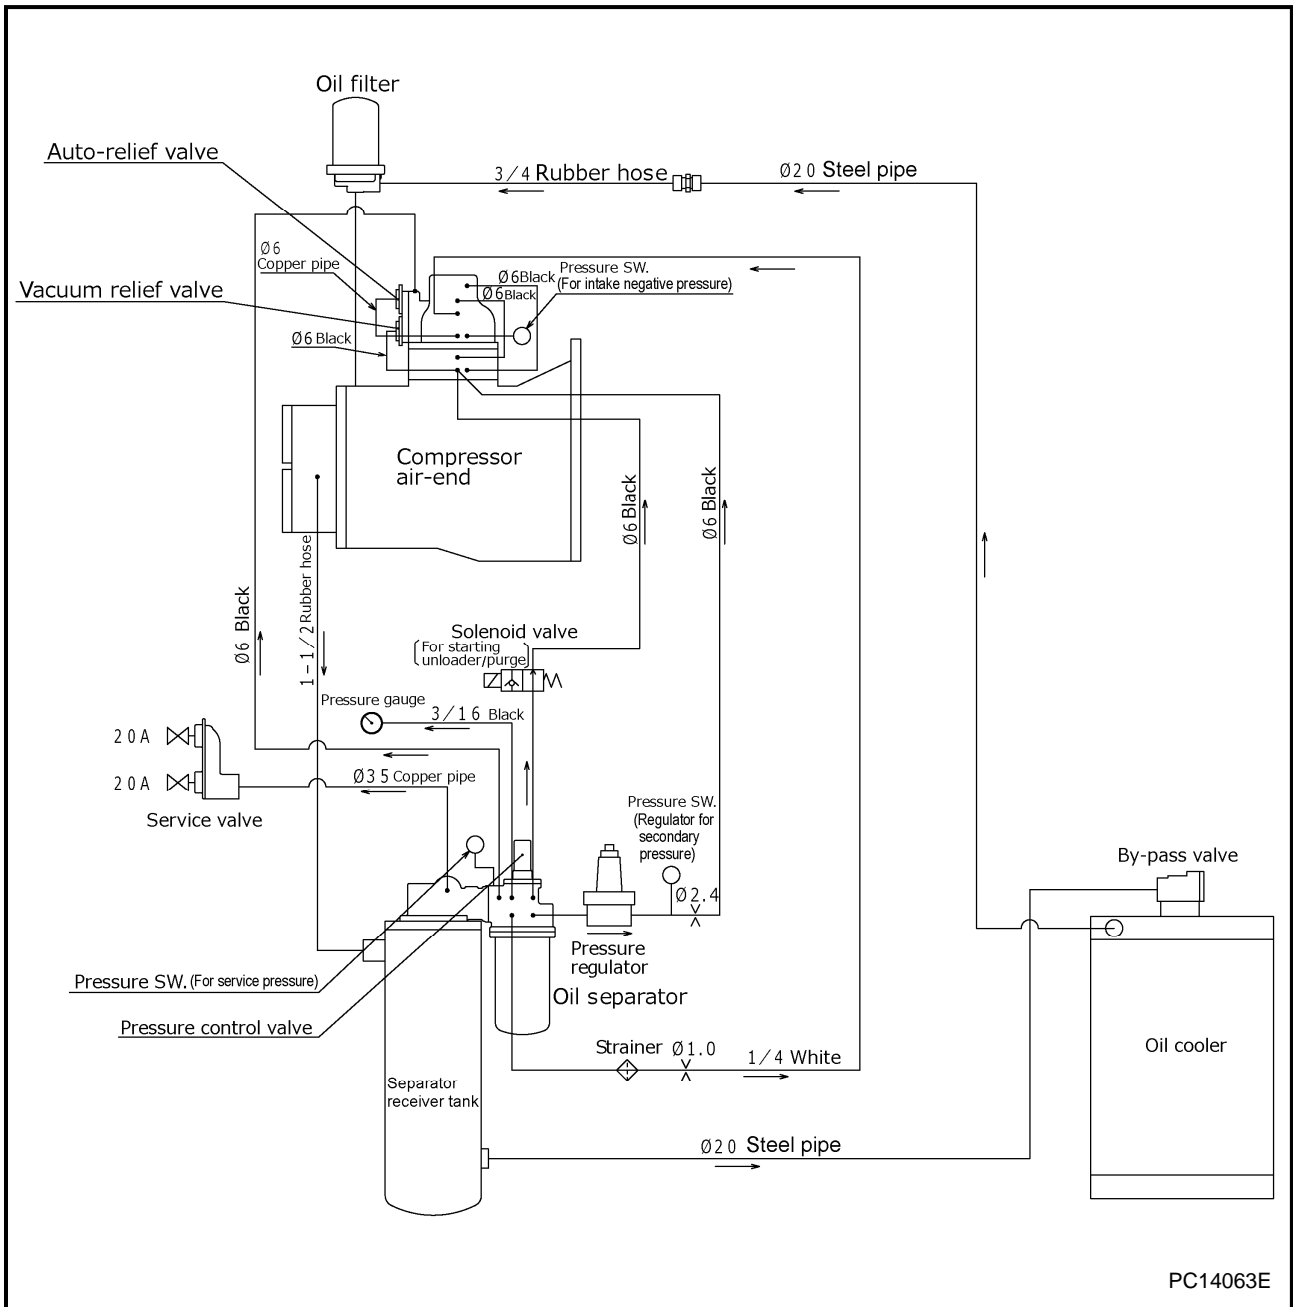 Oil filter
Auto-relief valve
3/4 Rubber hose
Ø20 Steel pipe
Ø6
Copper pipe
Vacuum relief valve
Ø6Black
Ø6Black
Pressure SW.
(For intake negative pressure)
Ø6 Black
Compressor
air-end
Ø6 Black
Ø6 Black
1-1/2 Rubber hose
Ø6 Black
Solenoid valve
(For starting
unloader/purge)
Pressure gauge
3/16 Black
20A
20A
Ø35 Copper pipe
Service valve
Pressure SW.
(Regulator for
secondary
pressure)
Ø2.4
By-pass valve
Pressure
regulator
Pressure SW. (For service pressure)
Oil separator
Pressure control valve
Strainer Ø1.0
1/4 White
Oil cooler
Separator
receiver tank
Ø20 Steel pipe
PC14063E